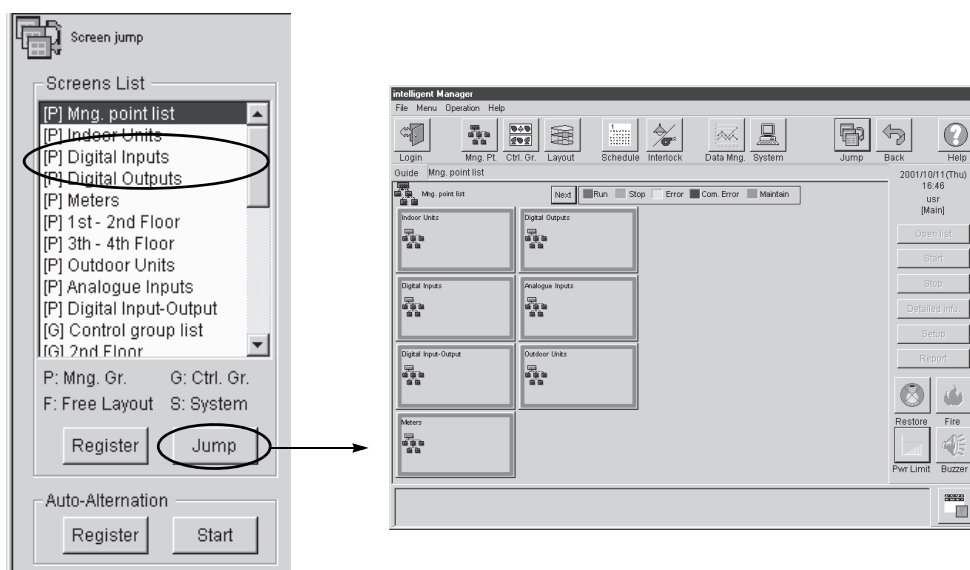 Screen jump
Screens List
[P] Mng. point list
[P] Indoor Units
[P] Digital Inputs
[P] Digital Outputs
[P] Meters
[P] 1st - 2nd Floor
[P] 3th - 4th Floor
[P] Outdoor Units
[P] Analogue Inputs
[P] Digital Input-Output
[G] Control group list
[G] 2nd Floor
P: Mng. Gr. G: Ctrl. Gr.
F: Free Layout S: System
Register Jump
Auto-Alternation
Register Start
intelligent Manager
File Menu Operation Help
Login Mng. Pt. Ctrl. Gr. Layout Schedule Interlock Data Mng. System Jump Back Help
Guide Mng. point list
2001/10/11(Thu)
16:46
usr
[Main]
Mng. point list Next Run Stop Error Com. Error Maintain
Indoor Units Digital Outputs
Digital Inputs Analogue Inputs
Digital Input-Output Outdoor Units
Meters
Open list
Start
Stop
Detailed info.
Setup
Report
Restore Fire
Pwr Limit Buzzer